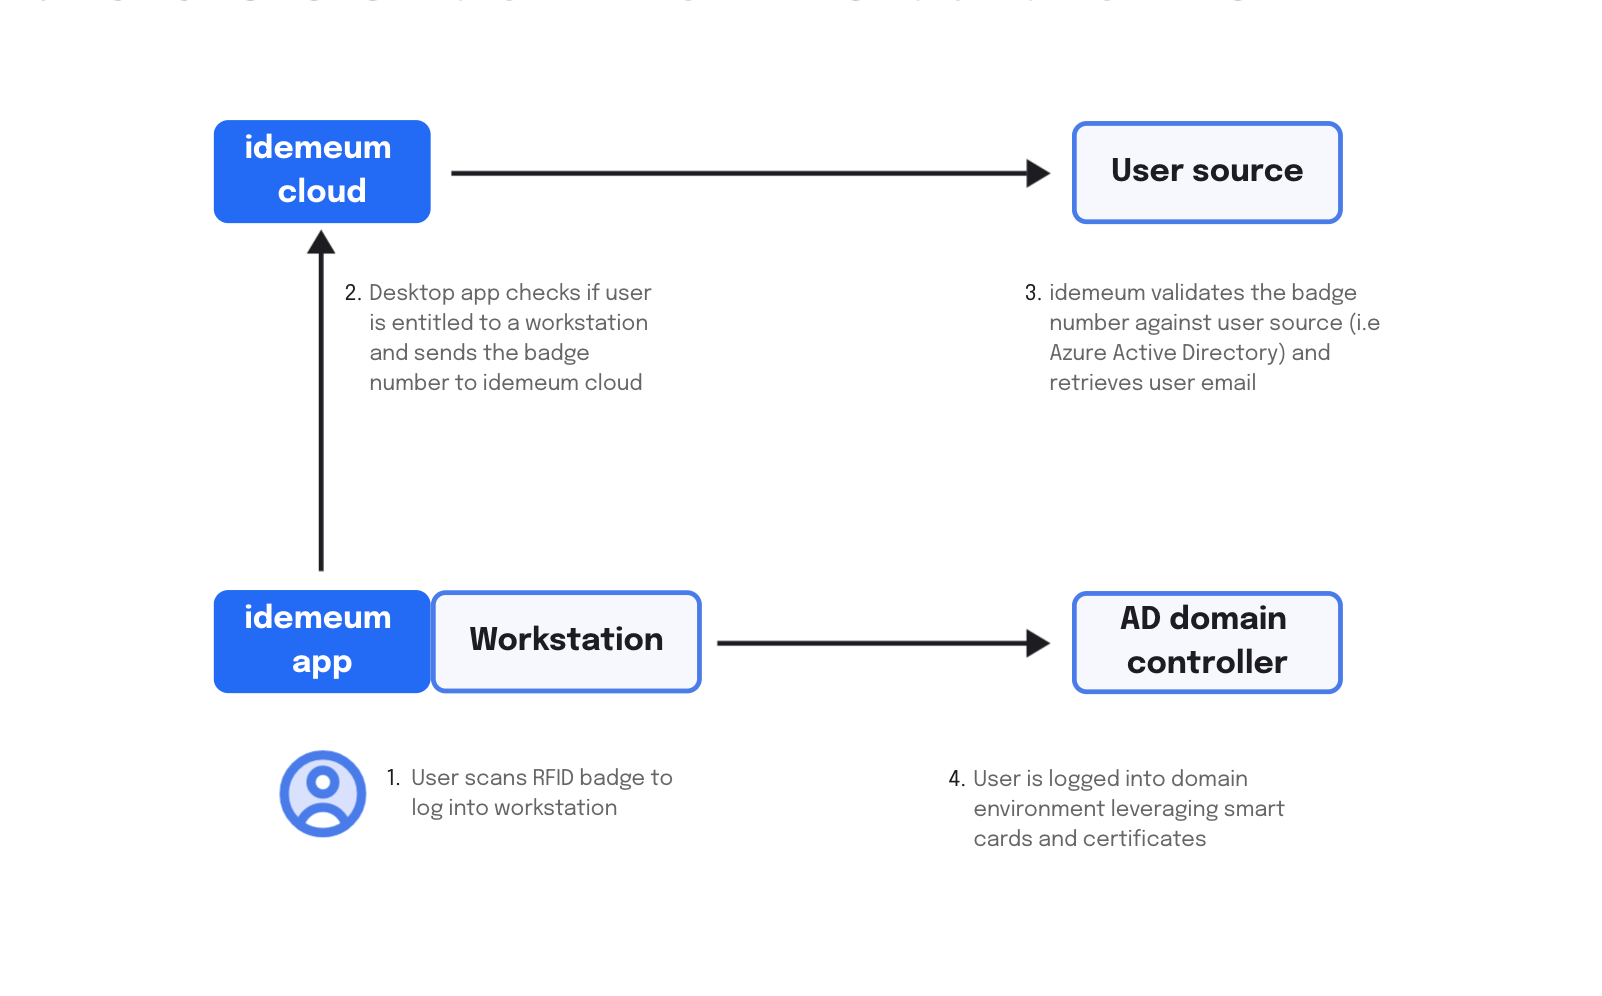 idemeum
cloud
User source
2. Desktop app checks if user
is entitled to a workstation
and sends the badge
number to idemeum cloud
3. idemeum validates the badge
number against user source (i.e
Azure Active Directory) and
retrieves user email
idemeum
app
Workstation
AD domain
controller
1. User scans RFID badge to
log into workstation
4. User is logged into domain
environment leveraging smart
cards and certificates